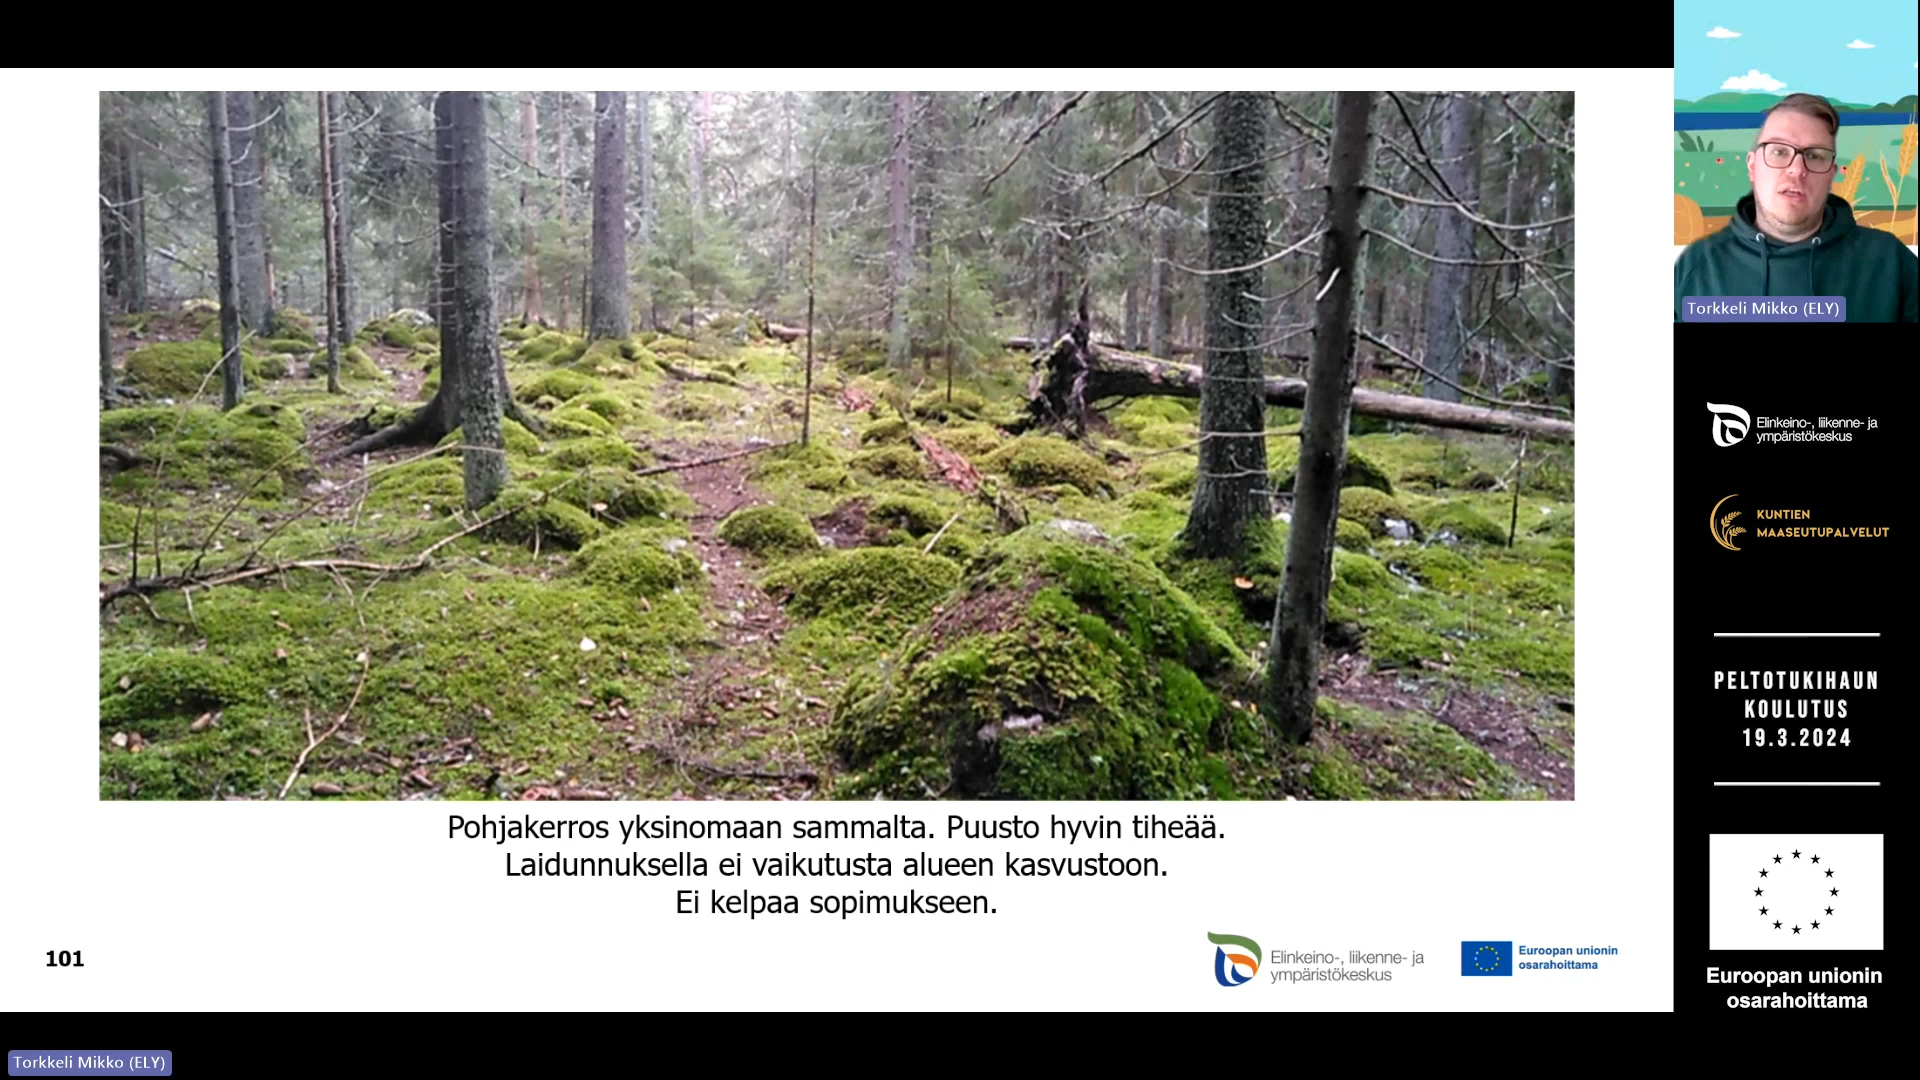 Pohjakerros yksinomaan sammalta. Puusto hyvin tiheää.
Laidunnuksella ei vaikutusta alueen kasvustoon.
Ei kelpaa sopimukseen.
101
Elinkeino-, liikenne- ja
ympäristökeskus
Euroopan unionin
osarahoittama
Torkkeli Mikko (ELY)
Elinkeino-, liikenne- ja
ympäristökeskus
KUNTIEN
MAASEUTUPALVELUT
PELTOTUKIHAUN
KOULUTUS
19.3.2024
Euroopan unionin
osarahoittama
Torkkeli Mikko (ELY)